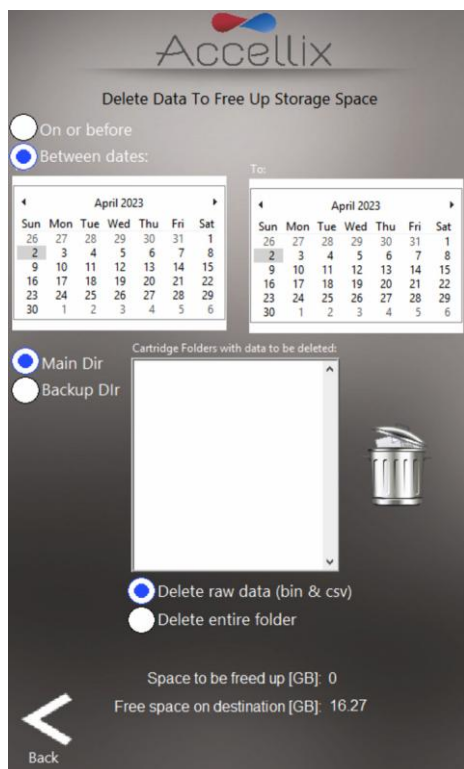 Accellix
Delete Data To Free Up Storage Space
On or before
Between dates:
To:
April 2023
Sun Mon Tue Wed Thu Fri Sat
26 27 28 29 30 31 1
2 3 4 5 6 7 8
9 10 11 12 13 14 15
16 17 18 19 20 21 22
23 24 25 26 27 28 29
30 1 2 3 4 5 6
April 2023
Sun Mon Tue Wed Thu Fri Sat
26 27 28 29 30 31 1
2 3 4 5 6 7 8
9 10 11 12 13 14 15
16 17 18 19 20 21 22
23 24 25 26 27 28 29
30 1 2 3 4 5 6
Main Dir
Backup DIr
Cartridge Folders with data to be deleted:
Delete raw data (bin & csv)
Delete entire folder
Space to be freed up [GB]: 0
Free space on destination [GB]: 16.27
Back